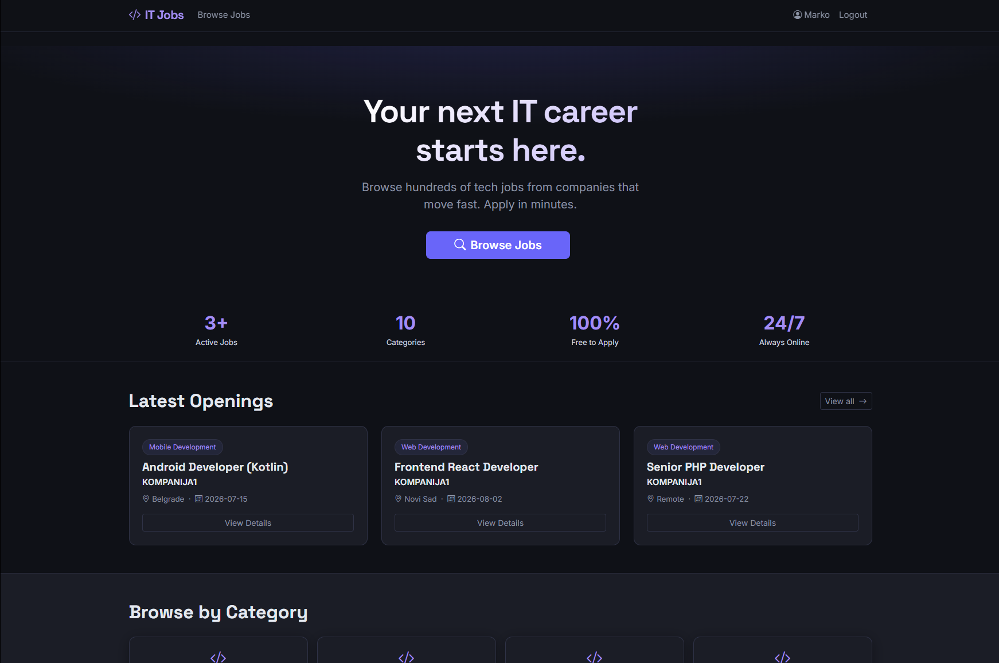 </> IT Jobs Browse Jobs Marko Logout
Your next IT career
starts here.
Browse hundreds of tech jobs from companies that
move fast. Apply in minutes.
Browse Jobs
3+ 10 100% 24/7
Active Jobs Categories Free to Apply Always Online
Latest Openings View all →
Mobile Development
Android Developer (Kotlin)
KOMPANIJA1
Belgrade · 2026-07-15
View Details
Web Development
Frontend React Developer
KOMPANIJA1
Novi Sad · 2026-08-02
View Details
Web Development
Senior PHP Developer
KOMPANIJA1
Remote · 2026-07-22
View Details
Browse by Category
</> </> </> </>